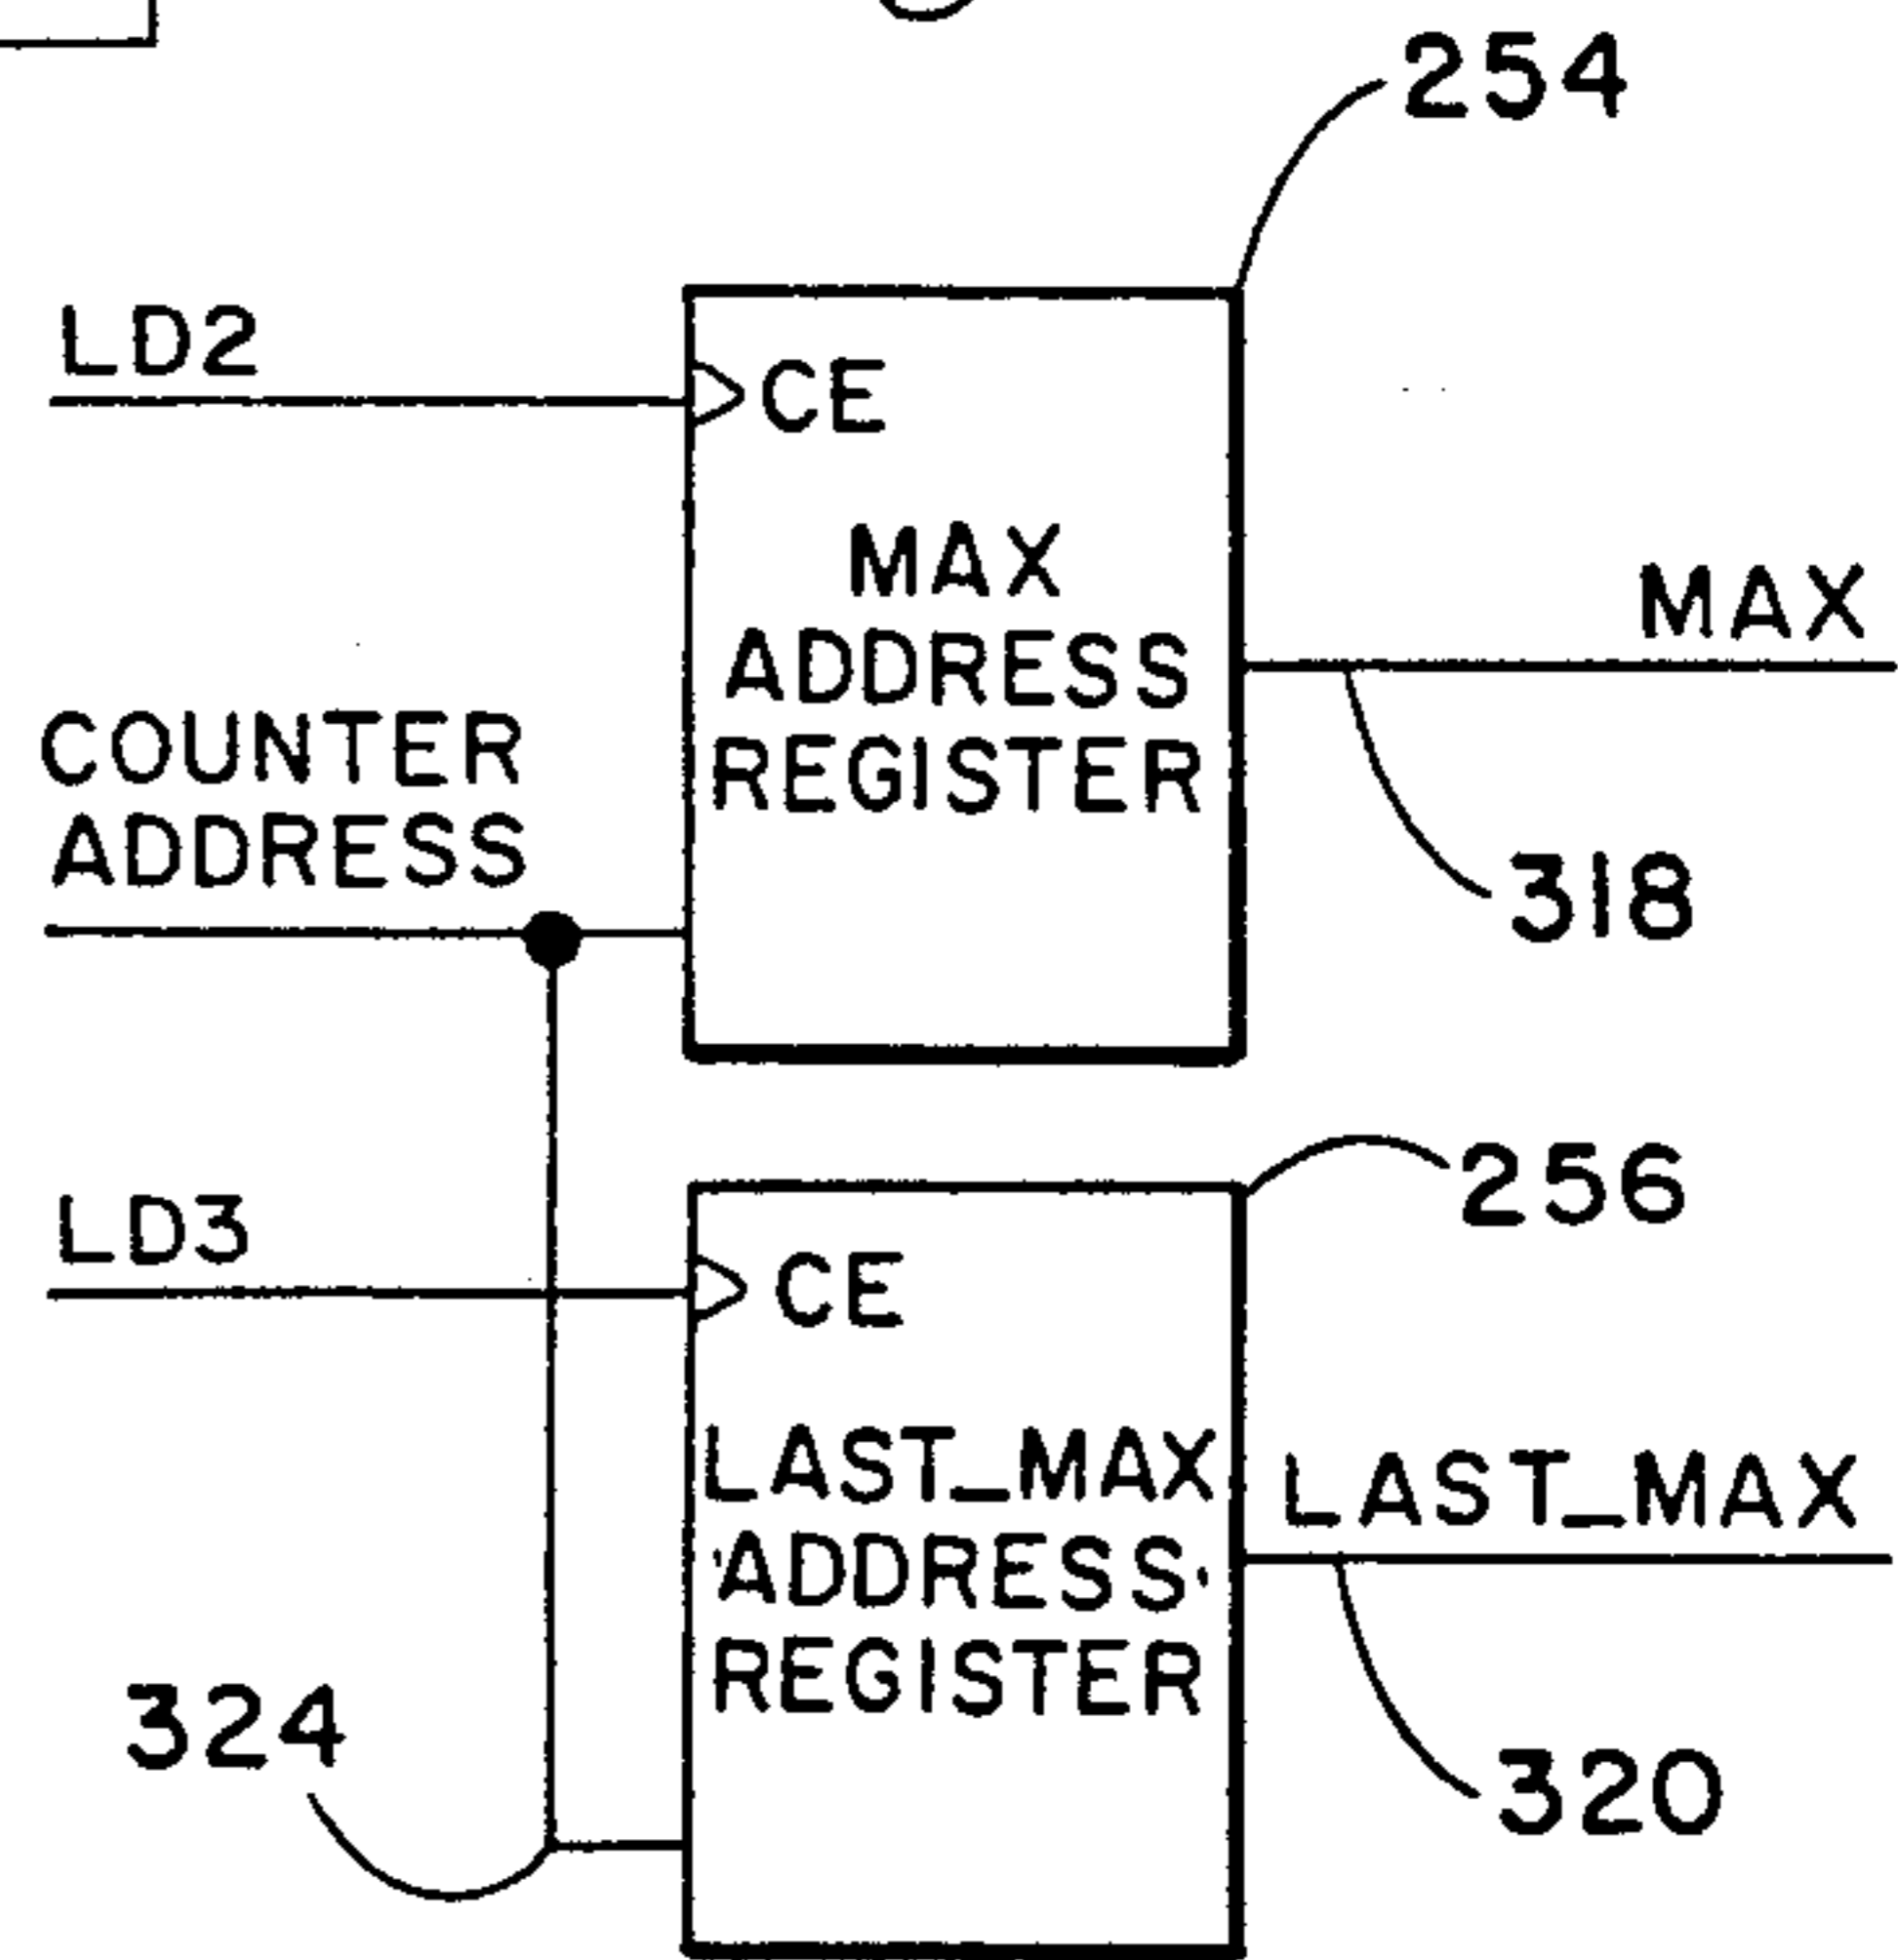 254
LD2
CE
MAX
ADDRESS
REGISTER
MAX
COUNTER
ADDRESS
318
256
LD3
CE
LAST_MAX
ADDRESS
REGISTER
LAST_MAX
324
320